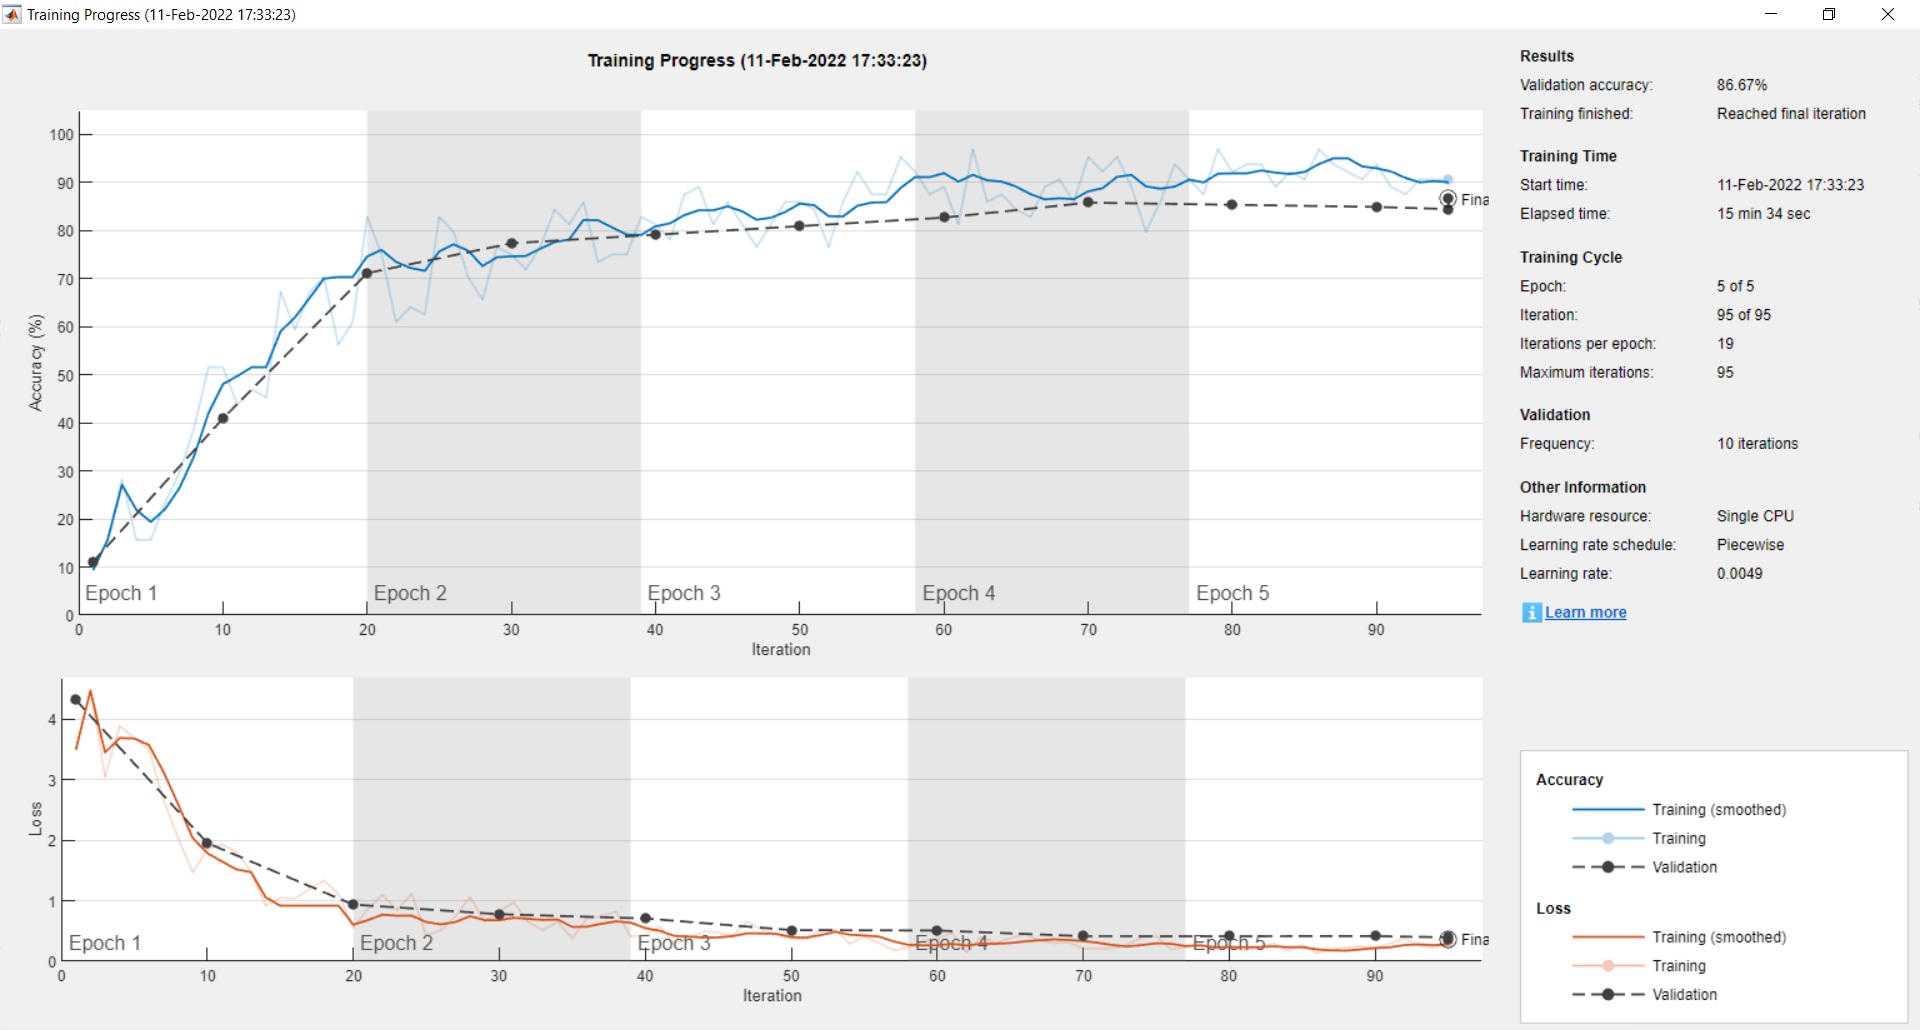 Training Progress (11-Feb-2022 17:33:23)
Training Progress (11-Feb-2022 17:33:23)
Accuracy (%)
100
90
80
70
60
50
40
30
20
10
0
Epoch 1
Epoch 2
Epoch 3
Epoch 4
Epoch 5
Fina
0 10 20 30 40 50 60 70 80 90
Iteration
Loss
4
3
2
1
0
Epoch 1
Epoch 2
Epoch 3
Epoch 4
Epoch 5
Fina
0 10 20 30 40 50 60 70 80 90
Iteration
Results
Validation accuracy: 86.67%
Training finished: Reached final iteration
Training Time
Start time: 11-Feb-2022 17:33:23
Elapsed time: 15 min 34 sec
Training Cycle
Epoch: 5 of 5
Iteration: 95 of 95
Iterations per epoch: 19
Maximum iterations: 95
Validation
Frequency: 10 iterations
Other Information
Hardware resource: Single CPU
Learning rate schedule: Piecewise
Learning rate: 0.0049
i Learn more
Accuracy
Training (smoothed)
Training
Validation
Loss
Training (smoothed)
Training
Validation